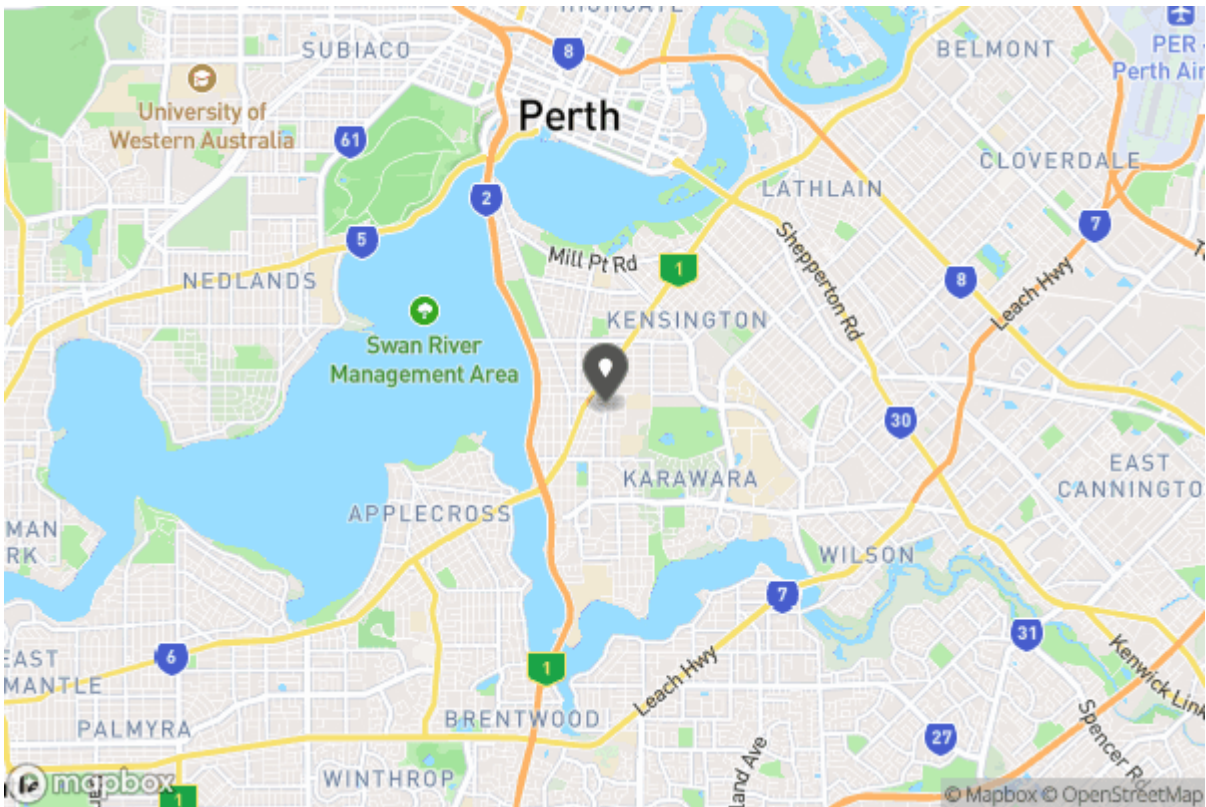 HIGHGATE
SUBIACO
8
BELMONT
PER -
Perth Air
University of
Western Australia
Perth
61
CLOVERDALE
LATHLAIN
2
7
5
Mill Pt Rd
1
Shepperton Rd
8
NEDLANDS
Leach Hwy
KENSINGTON
Swan River
Management Area
30
EAST
CANNINGTO
KARAWARA
APPLECROSS
MAN
RK
WILSON
7
31
6
1
EAST
MANTLE
Leach Hwy
Kenwick Link
BRENTWOOD
PALMYRA
Spencer Rd
27
land Ave
WINTHROP
mapbox
1
© Mapbox © OpenStreetMap